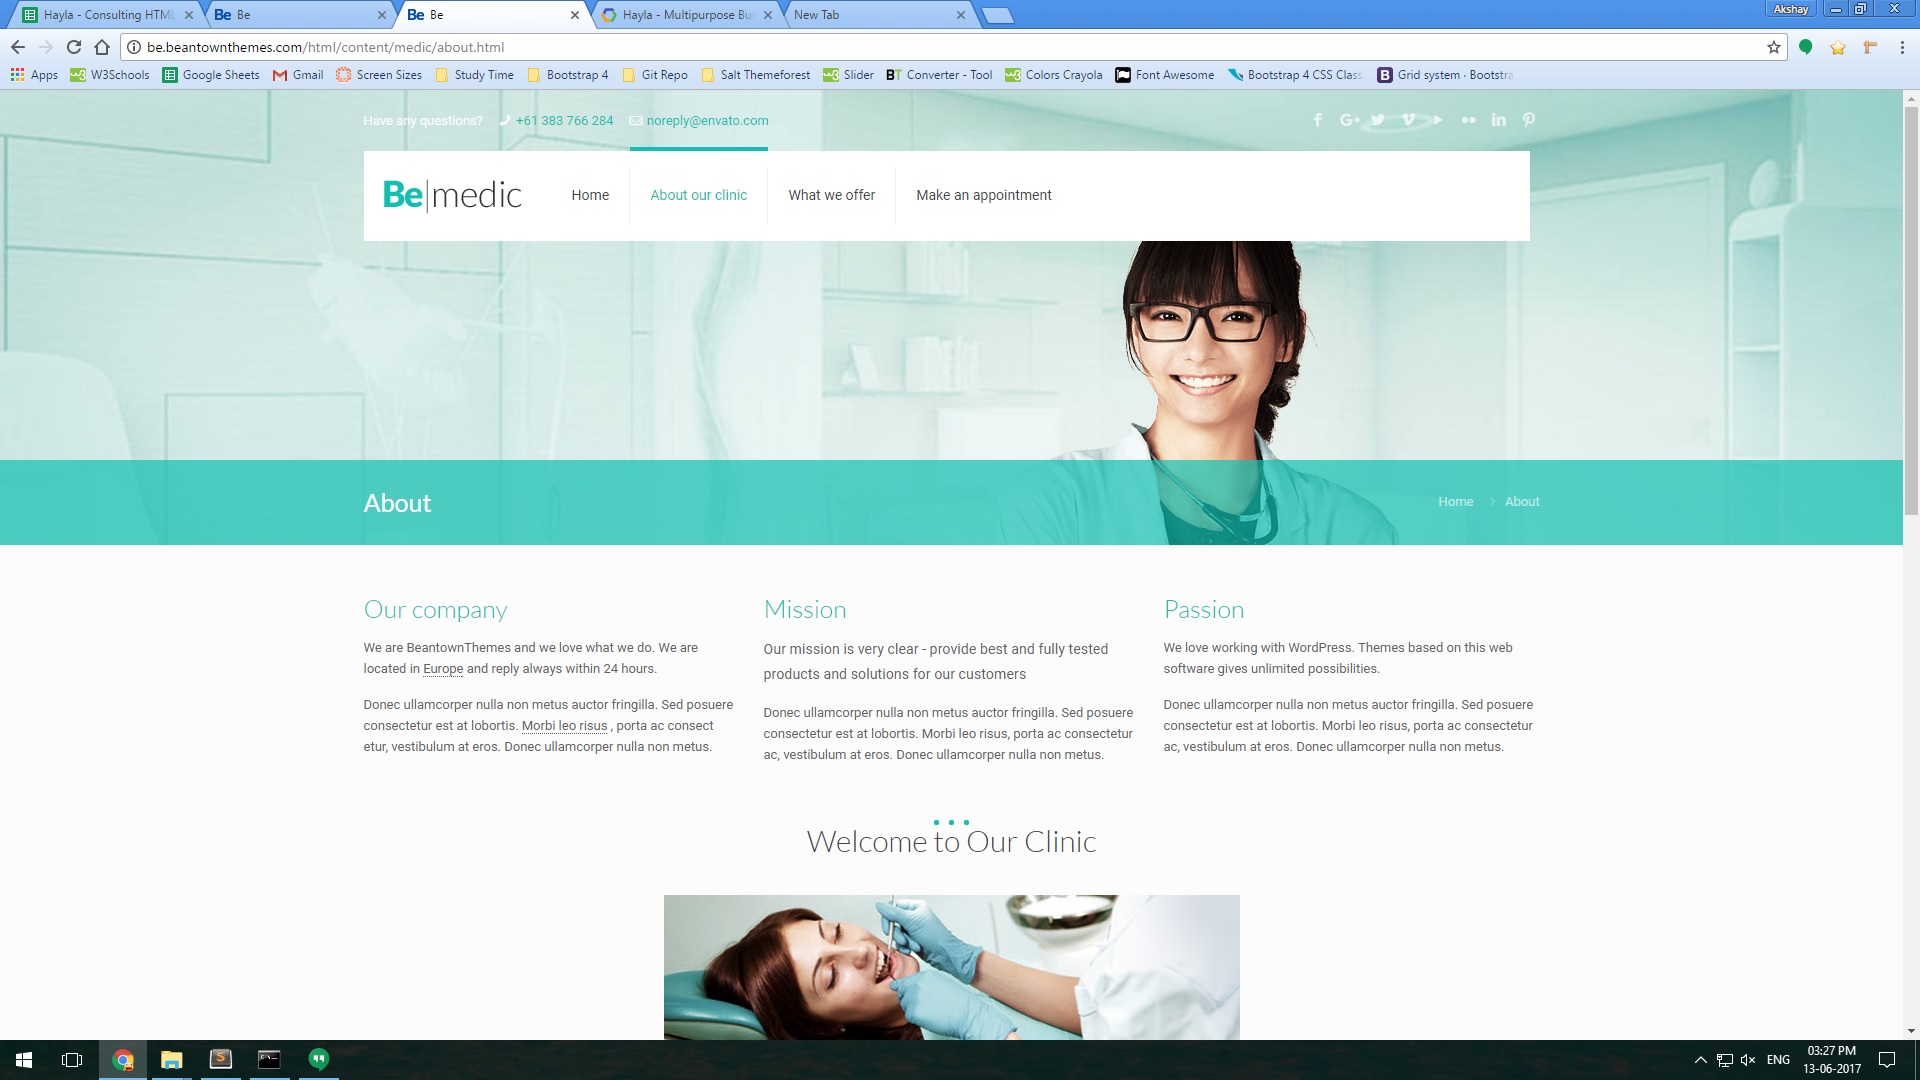 Hayla - Consulting HTML
Be Be
Be Be
Hayla - Multipurpose Bu
New Tab
Akshay
be.beantownthemes.com/html/content/medic/about.html
Apps W3Schools Google Sheets Gmail Screen Sizes Study Time Bootstrap 4 Git Repo Salt Themeforest Slider BT Converter - Tool Colors Crayola Font Awesome Bootstrap 4 CSS Class B Grid system · Bootstra
Have any questions? +61 383 766 284 noreply@envato.com
Be medic Home About our clinic What we offer Make an appointment
About
Home > About
Our company
We are BeantownThemes and we love what we do. We are
located in Europe and reply always within 24 hours.
Donec ullamcorper nulla non metus auctor fringilla. Sed posuere
consectetur est at lobortis. Morbi leo risus , porta ac consect
etur, vestibulum at eros. Donec ullamcorper nulla non metus.
Mission
Our mission is very clear - provide best and fully tested
products and solutions for our customers
Donec ullamcorper nulla non metus auctor fringilla. Sed posuere
consectetur est at lobortis. Morbi leo risus, porta ac consectetur
ac, vestibulum at eros. Donec ullamcorper nulla non metus.
Passion
We love working with WordPress. Themes based on this web
software gives unlimited possibilities.
Donec ullamcorper nulla non metus auctor fringilla. Sed posuere
consectetur est at lobortis. Morbi leo risus, porta ac consectetur
ac, vestibulum at eros. Donec ullamcorper nulla non metus.
Welcome to Our Clinic
ENG
03:27 PM
13-06-2017